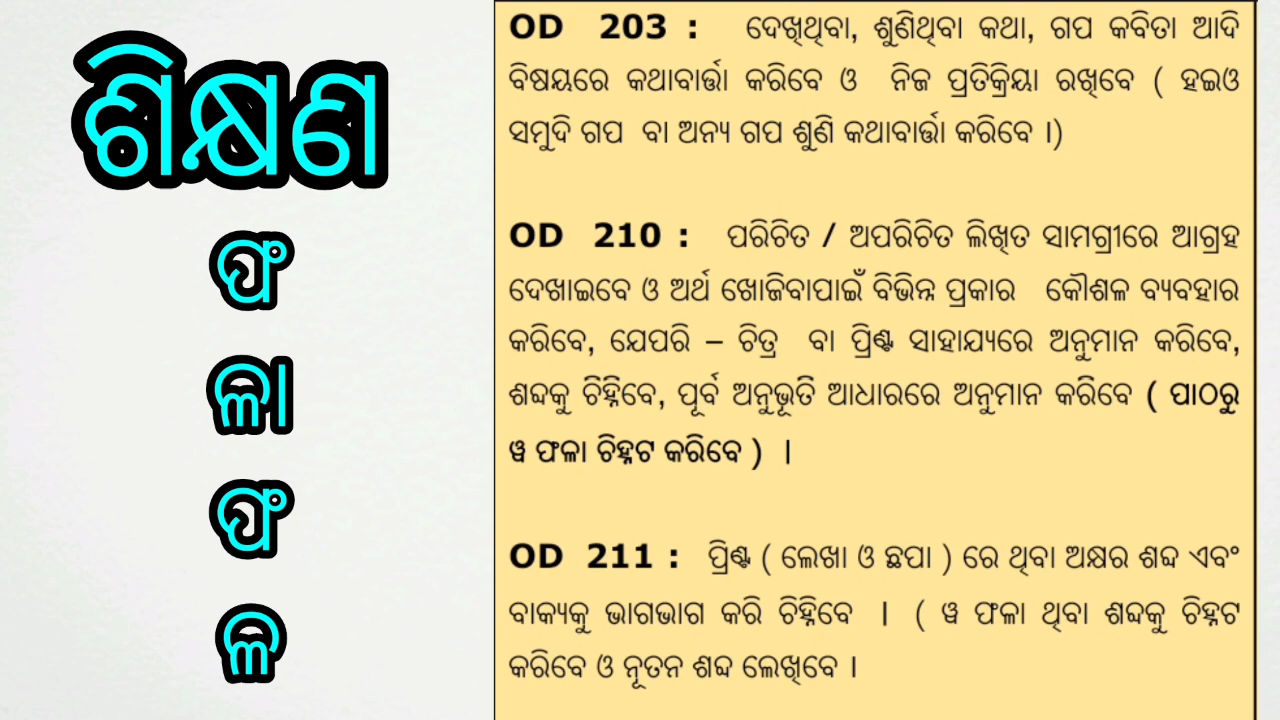 ଶିକ୍ଷଣ
ଫ
ଳା
ଫ
ଳ
OD 203 : ଦେଖିଥିବା, ଶୁଣିଥିବା କଥା, ଗପ କବିତା ଆଦି
ବିଷୟରେ କଥାବାର୍ତ୍ତା କରିବେ ଓ ନିଜ ପ୍ରତିକ୍ରିୟା ରଖିବେ ( ହଇଓ
ସମୁଦି ଗପ ବା ଅନ୍ୟ ଗପ ଶୁଣି କଥାବାର୍ତ୍ତା କରିବେ ।)
OD 210 : ପରିଚିତ / ଅପରିଚିତ ଲିଖିତ ସାମଗ୍ରୀରେ ଆଗ୍ରହ
ଦେଖାଇବେ ଓ ଅର୍ଥ ଖୋଜିବାପାଇଁ ବିଭିନ୍ନ ପ୍ରକାର କୌଶଳ ବ୍ୟବହାର
କରିବେ, ଯେପରି – ଚିତ୍ର ବା ପ୍ରିଣ୍ଟ ସାହାଯ୍ୟରେ ଅନୁମାନ କରିବେ,
ଶବ୍ଦକୁ ଚିହ୍ନିବେ, ପୂର୍ବ ଅନୁଭୂତି ଆଧାରରେ ଅନୁମାନ କରିବେ ( ପାଠରୁ
ୱ ଫଳା ଚିହ୍ନଟ କରିବେ ) ।
OD 211 : ପ୍ରିଣ୍ଟ ( ଲେଖା ଓ ଛପା ) ରେ ଥିବା ଅକ୍ଷର ଶବ୍ଦ ଏବଂ
ବାକ୍ୟକୁ ଭାଗଭାଗ କରି ଚିହ୍ନିବେ । ( ୱ ଫଳା ଥିବା ଶବ୍ଦକୁ ଚିହ୍ନଟ
କରିବେ ଓ ନୂତନ ଶବ୍ଦ ଲେଖିବେ ।